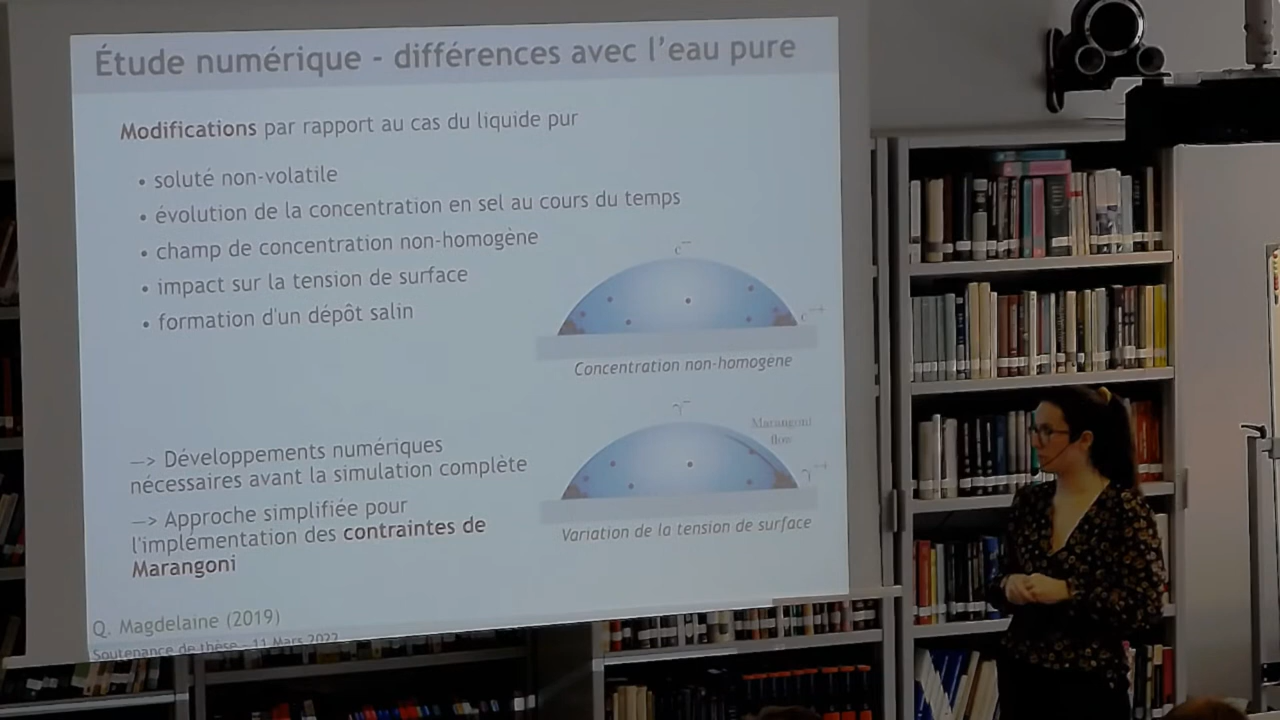 Étude numérique - différences avec l'eau pure
Modifications par rapport au cas du liquide pur
• soluté non-volatile
• évolution de la concentration en sel au cours du temps
• champ de concentration non-homogène
• impact sur la tension de surface
• formation d'un dépôt salin
c⁻
c⁺⁺
Concentration non-homogène
γ⁻
Marangoni
flow
γ⁺⁺
Variation de la tension de surface
—> Développements numériques
nécessaires avant la simulation complète
—> Approche simplifiée pour
l'implémentation des contraintes de
Marangoni
Q. Magdelaine (2019)
Soutenance de thèse - 11 Mars 2022